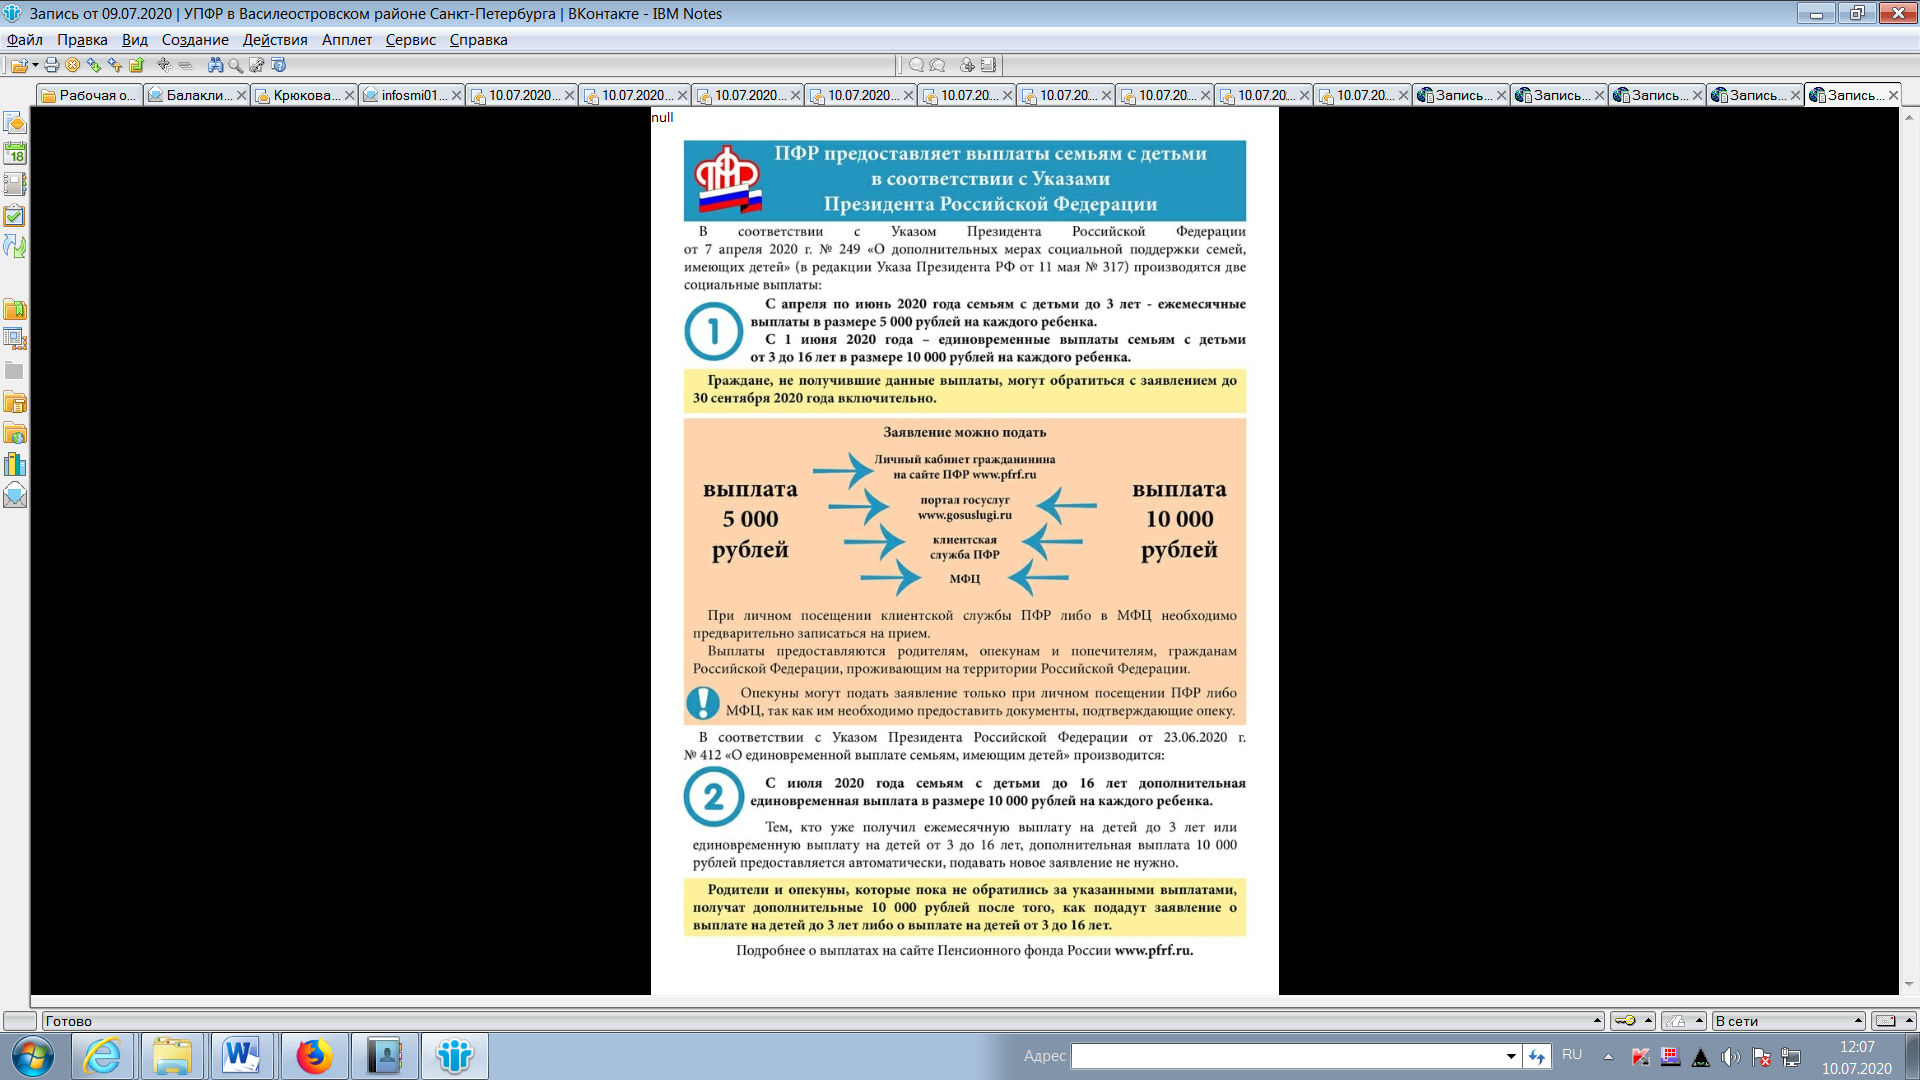 Запись от 09.07.2020 | УПФР в Василеостровском районе Санкт-Петербурга | ВКонтакте - IBM Notes
Файл Правка Вид Создание Действия Апплет Сервис Справка
Рабочая о... Балакли... Крюкова... infosmi01... 10.07.2020... 10.07.2020... 10.07.2020... 10.07.2020... 10.07.20... 10.07.20... 10.07.20... 10.07.20... 10.07.20... Запись... Запись... Запись... Запись... Запись...
18
null
ПФР предоставляет выплаты семьям с детьми
в соответствии с Указами
Президента Российской Федерации
В соответствии с Указом Президента Российской Федерации
от 7 апреля 2020 г. № 249 «О дополнительных мерах социальной поддержки семей,
имеющих детей» (в редакции Указа Президента РФ от 11 мая № 317) производятся две
социальные выплаты:
1
С апреля по июнь 2020 года семьям с детьми до 3 лет - ежемесячные
выплаты в размере 5 000 рублей на каждого ребенка.
С 1 июня 2020 года – единовременные выплаты семьям с детьми
от 3 до 16 лет в размере 10 000 рублей на каждого ребенка.
Граждане, не получившие данные выплаты, могут обратиться с заявлением до
30 сентября 2020 года включительно.
Заявление можно подать
выплата
5 000
рублей
Личный кабинет гражданинина
на сайте ПФР www.pfrf.ru
портал госуслуг
www.gosuslugi.ru
клиентская
служба ПФР
МФЦ
выплата
10 000
рублей
При личном посещении клиентской службы ПФР либо в МФЦ необходимо
предварительно записаться на прием.
Выплаты предоставляются родителям, опекунам и попечителям, гражданам
Российской Федерации, проживающим на территории Российской Федерации.
!
Опекуны могут подать заявление только при личном посещении ПФР либо
МФЦ, так как им необходимо предоставить документы, подтверждающие опеку.
В соответствии с Указом Президента Российской Федерации от 23.06.2020 г.
№ 412 «О единовременной выплате семьям, имеющим детей» производится:
2
С июля 2020 года семьям с детьми до 16 лет дополнительная
единовременная выплата в размере 10 000 рублей на каждого ребенка.
Тем, кто уже получил ежемесячную выплату на детей до 3 лет или
единовременную выплату на детей от 3 до 16 лет, дополнительная выплата 10 000
рублей предоставляется автоматически, подавать новое заявление не нужно.
Родители и опекуны, которые пока не обратились за указанными выплатами,
получат дополнительные 10 000 рублей после того, как подадут заявление о
выплате на детей до 3 лет либо о выплате на детей от 3 до 16 лет.
Подробнее о выплатах на сайте Пенсионного фонда России www.pfrf.ru.
Готово
В сети
Адрес
RU
12:07
10.07.2020